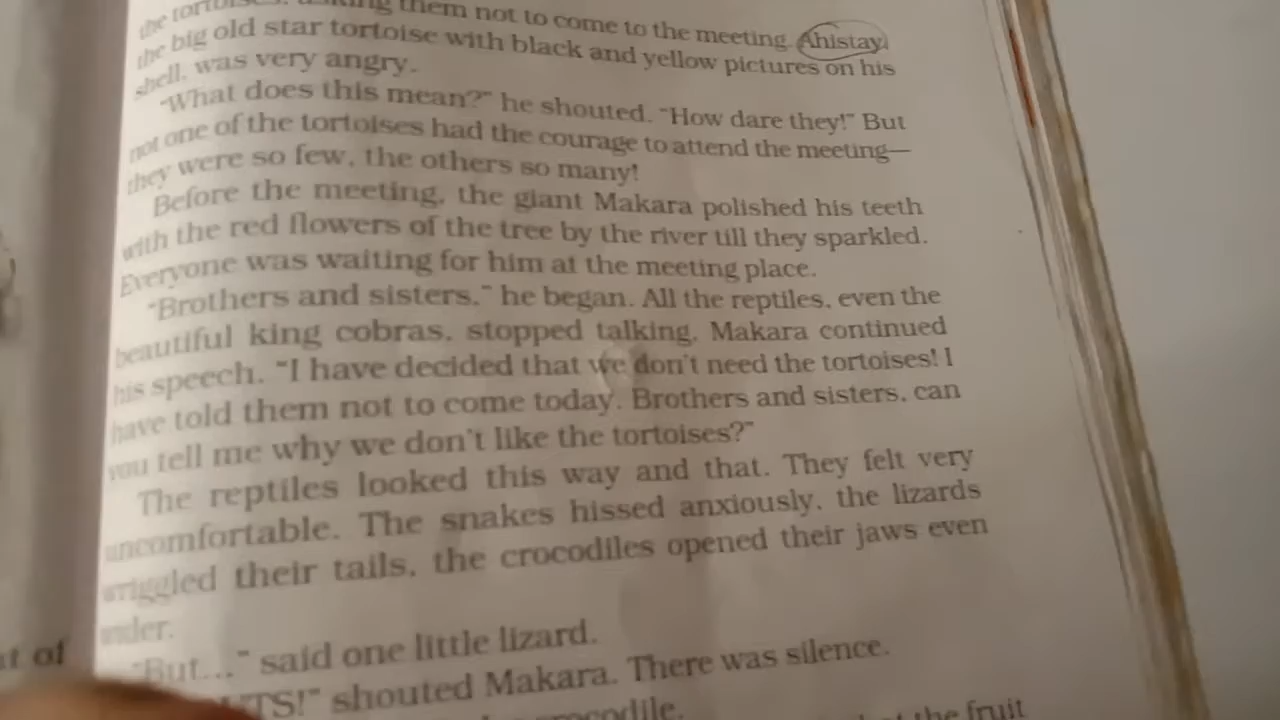 the tortoises, asking them not to come to the meeting. Ahistay,
the big old star tortoise with black and yellow pictures on his
shell, was very angry.
"What does this mean?" he shouted. "How dare they!" But
not one of the tortoises had the courage to attend the meeting—
they were so few, the others so many!
Before the meeting, the giant Makara polished his teeth
with the red flowers of the tree by the river till they sparkled.
Everyone was waiting for him at the meeting place.
"Brothers and sisters," he began. All the reptiles, even the
beautiful king cobras, stopped talking. Makara continued
his speech. "I have decided that we don't need the tortoises! I
have told them not to come today. Brothers and sisters, can
you tell me why we don't like the tortoises?"
The reptiles looked this way and that. They felt very
uncomfortable. The snakes hissed anxiously, the lizards
wriggled their tails, the crocodiles opened their jaws even
wider.
"But..." said one little lizard.
shouted Makara. There was silence.
crocodile.
the fruit
of